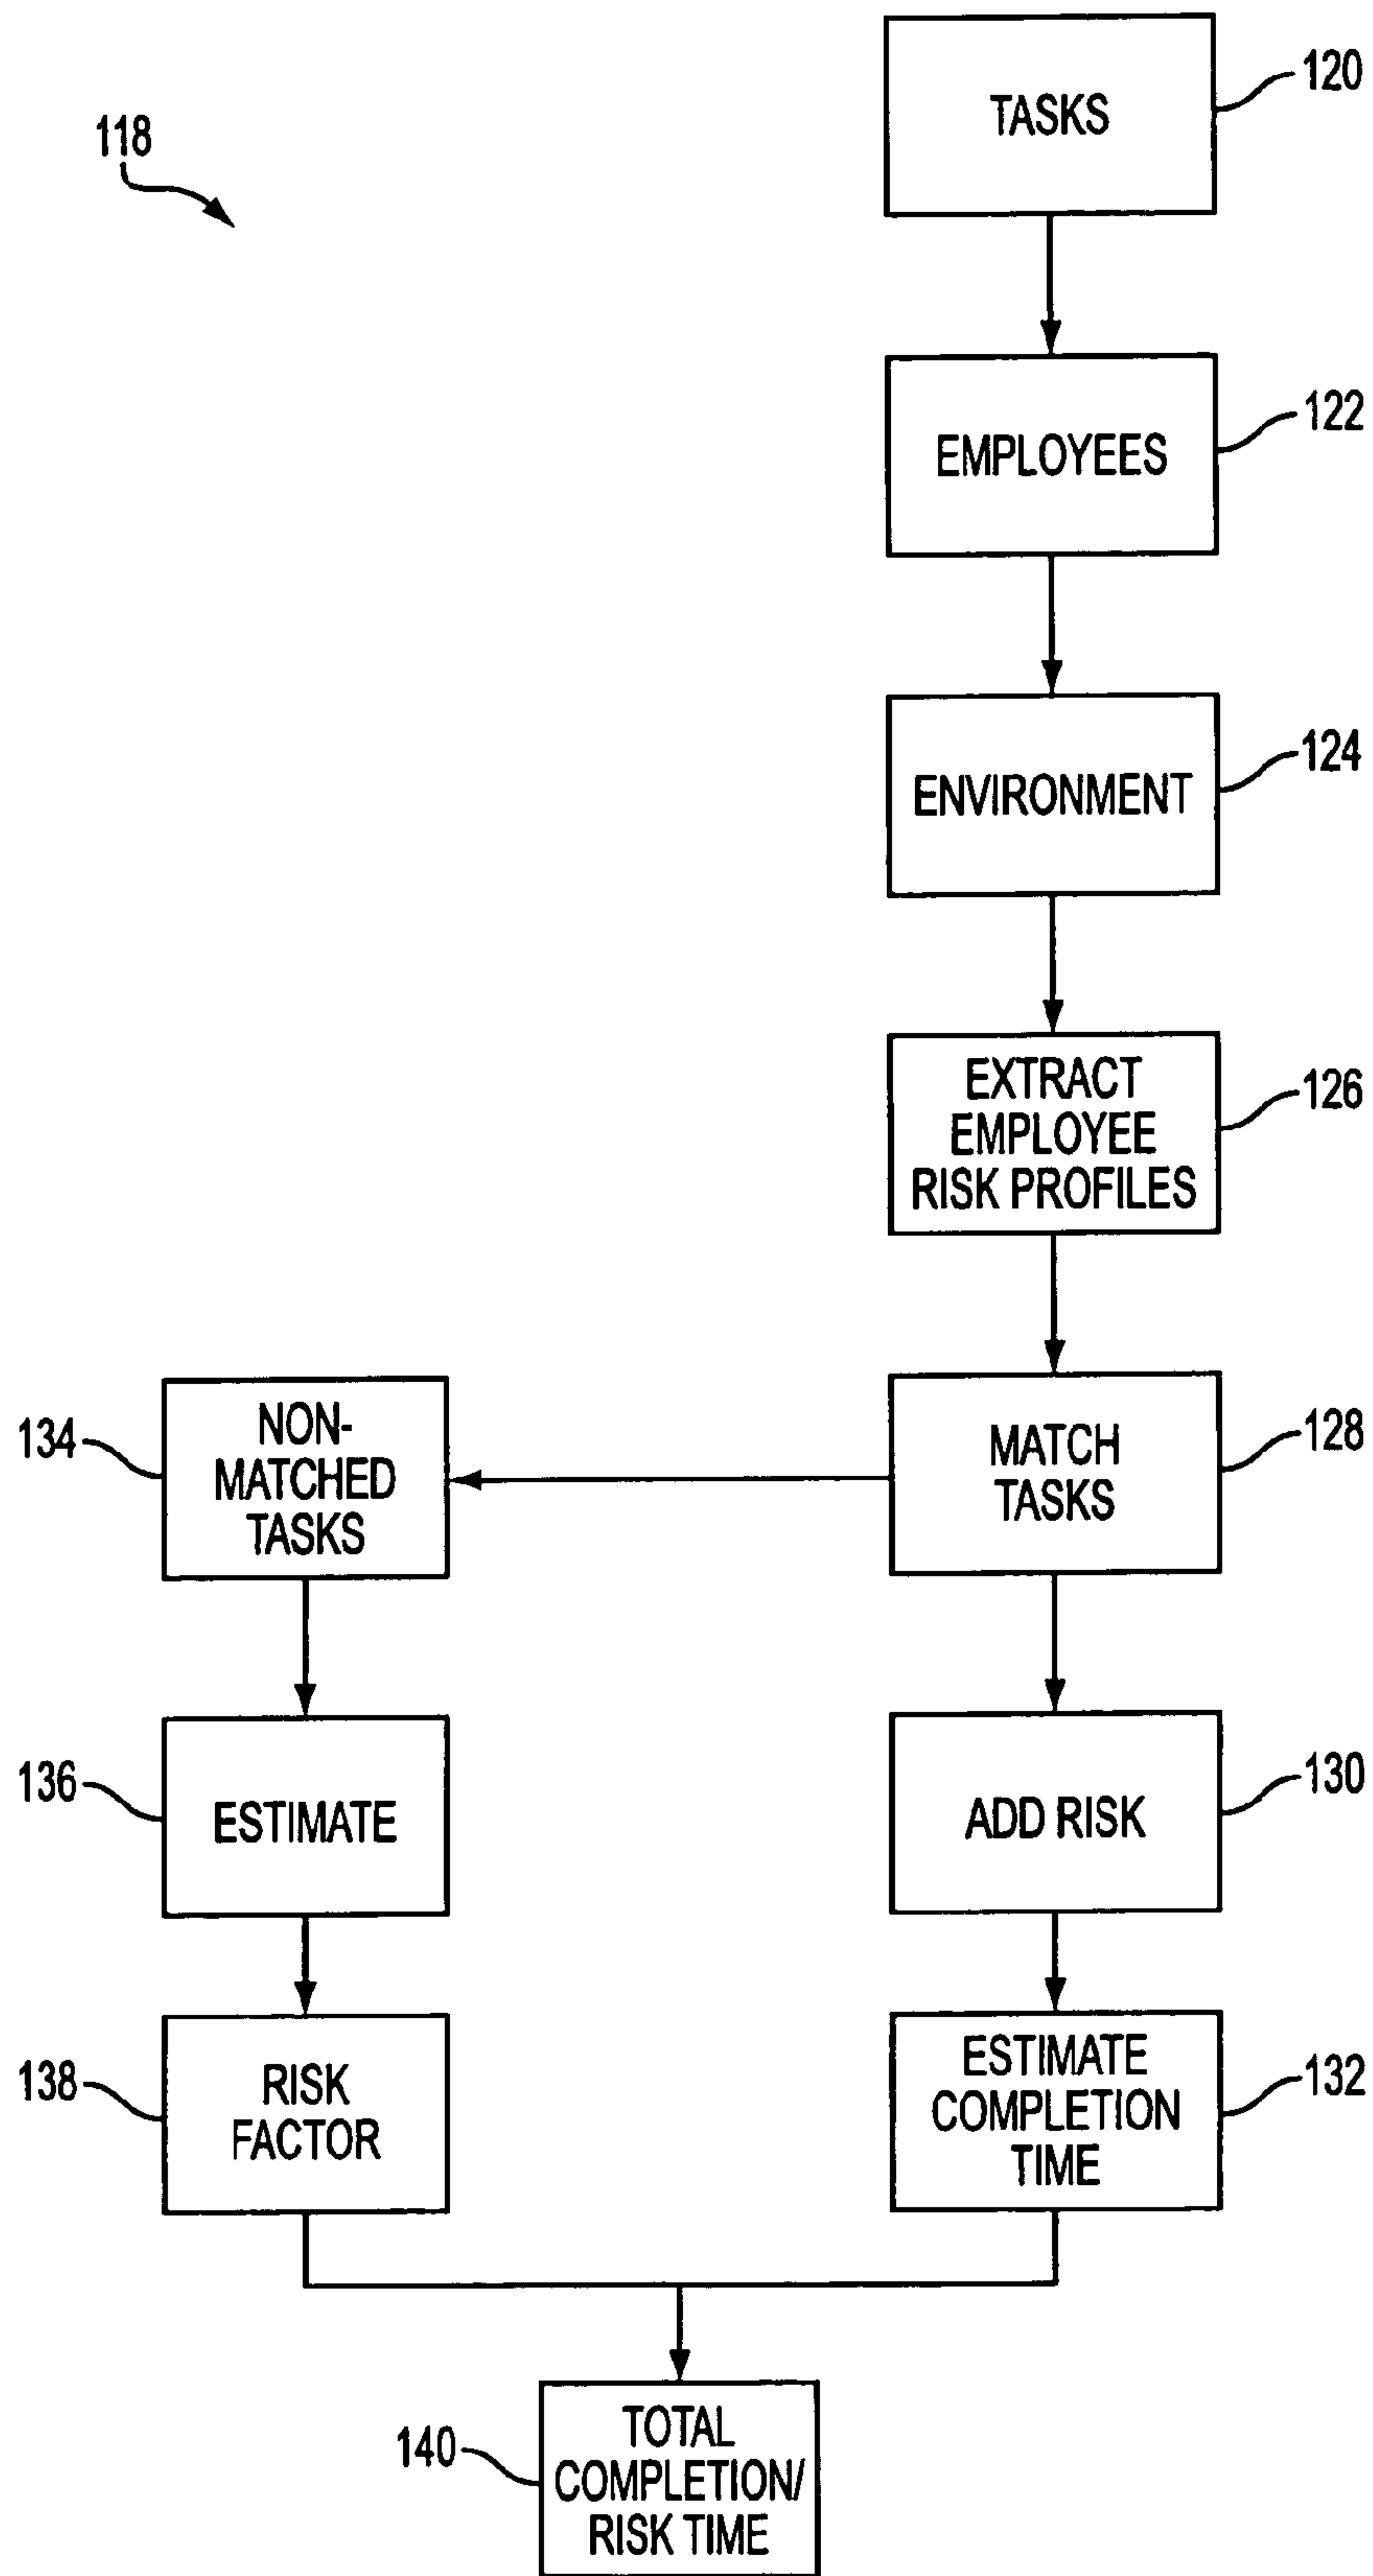 118
TASKS
120
EMPLOYEES
122
ENVIRONMENT
124
EXTRACT
EMPLOYEE
RISK PROFILES
126
MATCH
TASKS
128
134
NON-
MATCHED
TASKS
ADD RISK
130
136
ESTIMATE
ESTIMATE
COMPLETION
TIME
132
138
RISK
FACTOR
140
TOTAL
COMPLETION/
RISK TIME